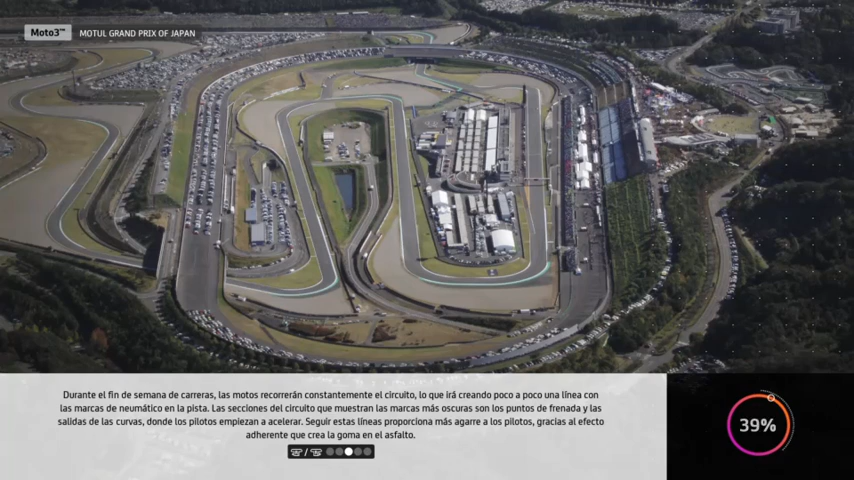 Moto3™ MOTUL GRAND PRIX OF JAPAN
Durante el fin de semana de carreras, las motos recorrerán constantemente el circuito, lo que irá creando poco a poco una línea con
las marcas de neumático en la pista. Las secciones del circuito que muestran las marcas más oscuras son los puntos de frenada y las
salidas de las curvas, donde los pilotos empiezan a acelerar. Seguir estas líneas proporciona más agarre a los pilotos, gracias al efecto
adherente que crea la goma en el asfalto.
39%